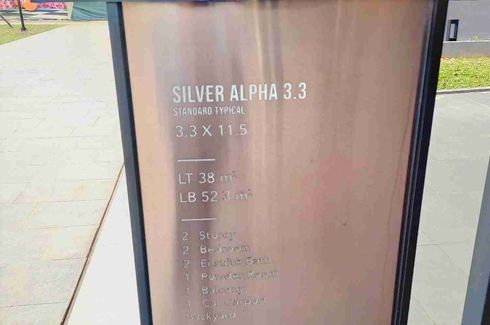 SILVER ALPHA 3.3
STANDARD TYPICAL
3,3 X 11.5
LT 38 m²
LB 52.3 m²
2 Storey
2 Bedroom
2 Ensuite Bath
1 Powder Room
1 Balcony
1 Car Carport
Backyard